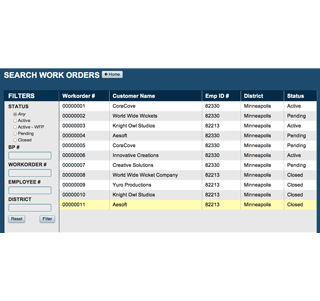 SEARCH WORK ORDERS Home
FILTERS Workorder # Customer Name Emp ID # District Status
STATUS
Any
Active
Active - WFP
Pending
Closed
BP #
WORKORDER #
EMPLOYEE #
DISTRICT
Reset Filter
00000001 CoraCove 82330 Minneapolis Active
00000002 World Wide Wickets 82330 Minneapolis Pending
00000003 Knight Owl Studios 82213 Minneapolis Active
00000004 Aesoft 82330 Minneapolis Pending
00000005 CoraCove 82330 Minneapolis Pending
00000006 Innovative Creations 82330 Minneapolis Active
00000007 Creative Solutions 82330 Minneapolis Pending
00000008 World Wide Wicket Company 82213 Minneapolis Closed
00000009 Yuro Productions 82213 Minneapolis Closed
00000010 Knight Owl Studios 82213 Minneapolis Closed
00000011 Aesoft 82213 Minneapolis Closed